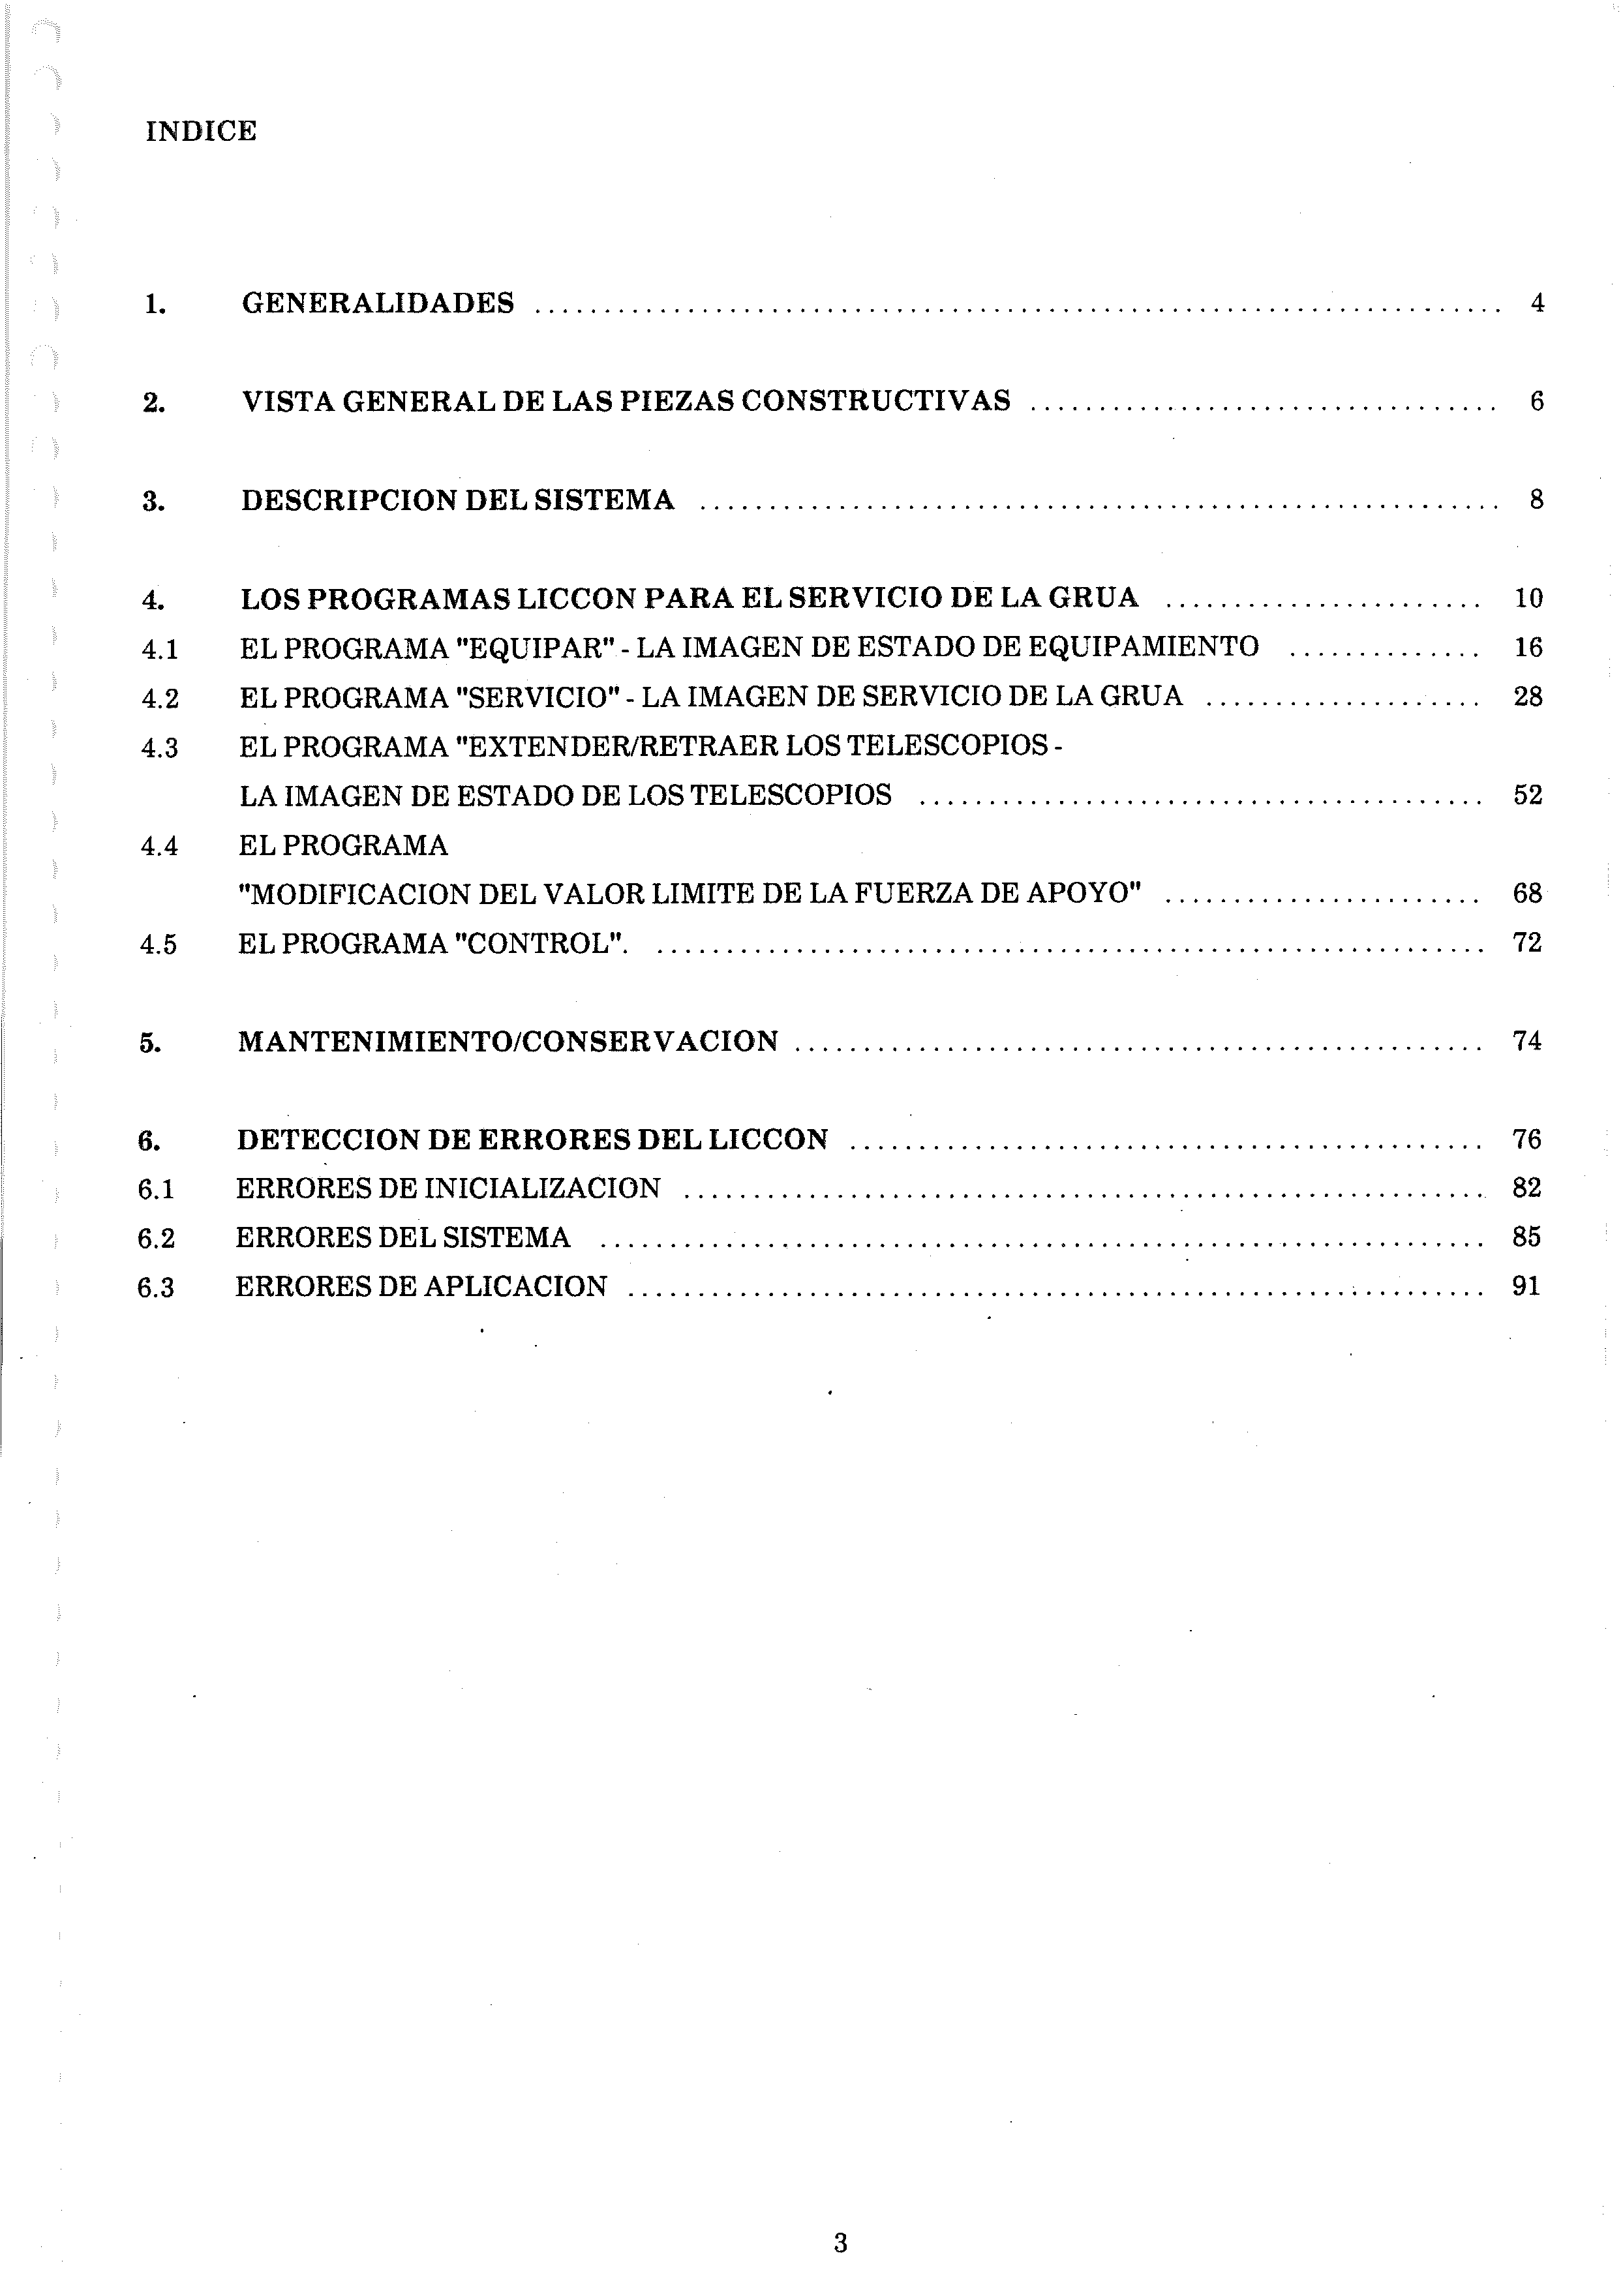 INDICE
1. GENERALIDADES ........................................................................ 4
2. VISTA GENERAL DE LAS PIEZAS CONSTRUCTIVAS .................................. 6
3. DESCRIPCION DEL SISTEMA .......................................................... 8
4. LOS PROGRAMAS LICCON PARA EL SERVICIO DE LA GRUA ....................... 10
4.1 EL PROGRAMA "EQUIPAR" - LA IMAGEN DE ESTADO DE EQUIPAMIENTO .............. 16
4.2 EL PROGRAMA "SERVICIO" - LA IMAGEN DE SERVICIO DE LA GRUA .................... 28
4.3 EL PROGRAMA "EXTENDER/RETRAER LOS TELESCOPIOS -
LA IMAGEN DE ESTADO DE LOS TELESCOPIOS ......................................... 52
4.4 EL PROGRAMA
"MODIFICACION DEL VALOR LIMITE DE LA FUERZA DE APOYO" ....................... 68
4.5 EL PROGRAMA "CONTROL". ............................................................ 72
5. MANTENIMIENTO/CONSERVACION .................................................. 74
6. DETECCION DE ERRORES DEL LICCON .............................................. 76
6.1 ERRORES DE INICIALIZACION .......................................................... 82
6.2 ERRORES DEL SISTEMA ................................................................ 85
6.3 ERRORES DE APLICACION .............................................................. 91
3